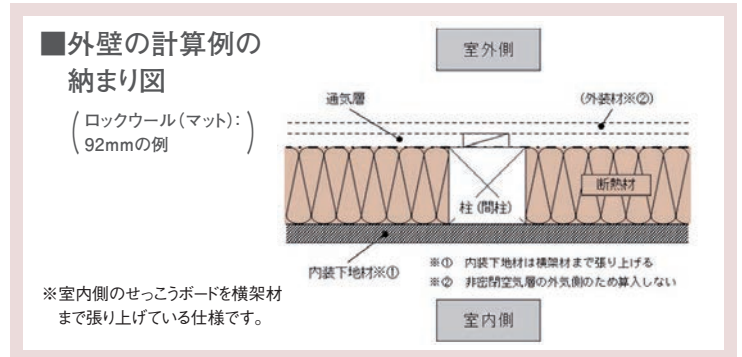 ■外壁の計算例の
納まり図
(ロックウール(マット):
92mmの例)
室外側
通気層
(外装材※②)
断熱材
柱(間柱)
内装下地材※①
※① 内装下地材は横架材まで張り上げる
※② 非密閉空気層の外気側のため算入しない
※室内側のせっこうボードを横架材
まで張り上げている仕様です。
室内側